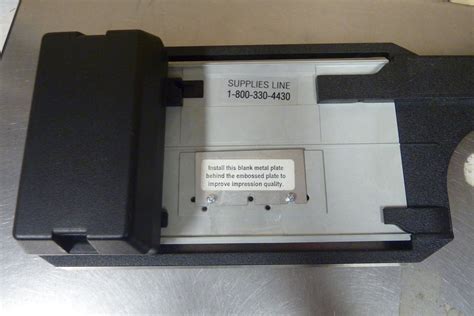 SUPPLIES LINE
1-800-330-4430
Install this blank metal plate
behind the embossed plate to
improve impression quality.